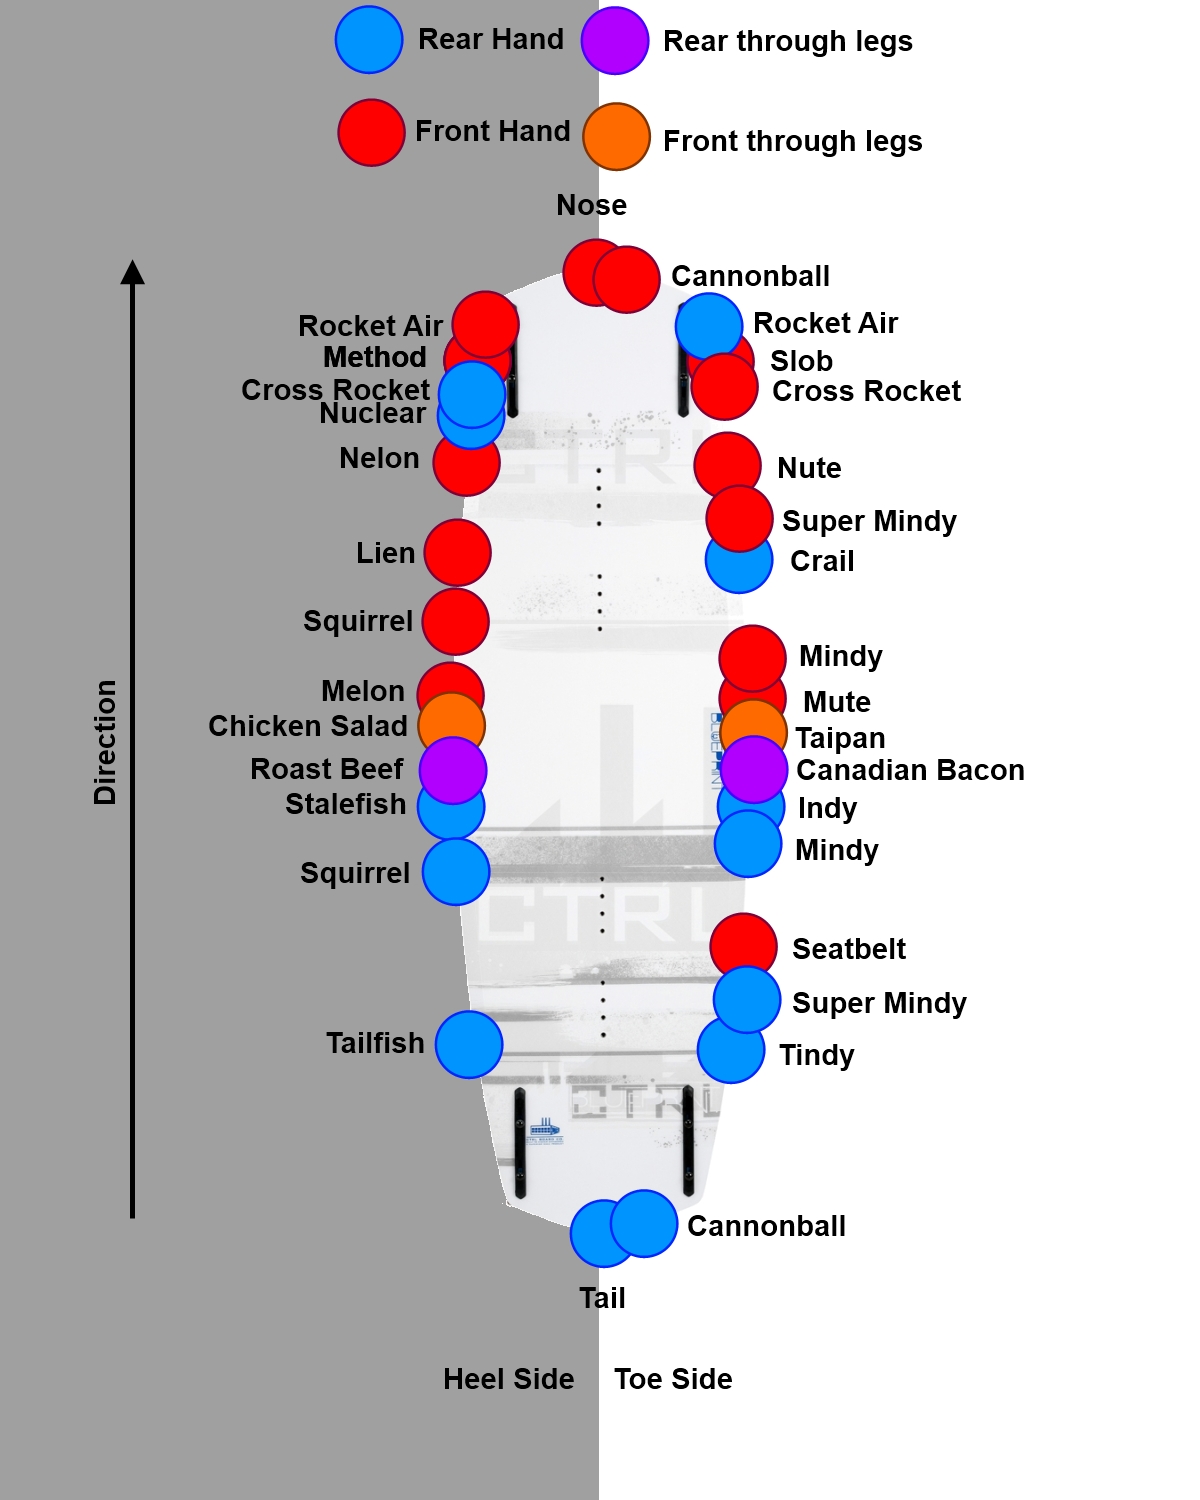 Rear Hand
Rear through legs
Front Hand
Front through legs
Nose
Cannonball
Rocket Air
Rocket Air
Method
Slob
Cross Rocket
Cross Rocket
Nuclear
CTRL
Nelon
Nute
Super Mindy
Lien
Crail
Squirrel
Mindy
Melon
Mute
Chicken Salad
Taipan
Roast Beef
Canadian Bacon
Stalefish
Indy
Mindy
Squirrel
CTRL
Seatbelt
Super Mindy
Tailfish
Tindy
CTRL
Cannonball
Tail
Heel Side
Toe Side
Direction